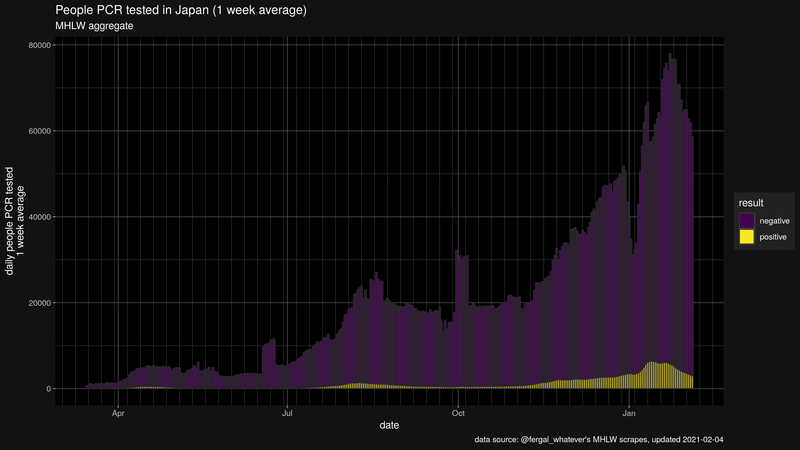 People PCR tested in Japan (1 week average)
MHLW aggregate
daily people PCR tested
1 week average
80000
60000
40000
20000
0
Apr
Jul
Oct
Jan
date
result
negative
positive
data source: @fergal_whatever's MHLW scrapes, updated 2021-02-04